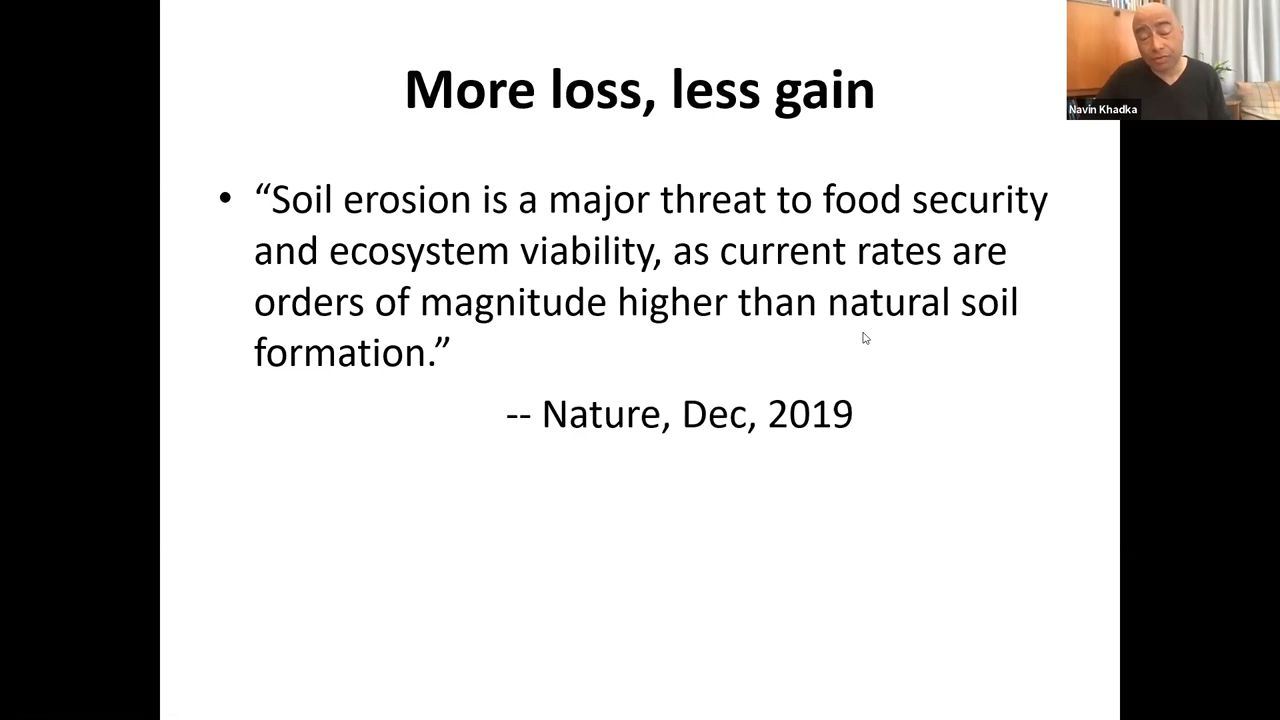 More loss, less gain
Navin Khadka
• “Soil erosion is a major threat to food security
and ecosystem viability, as current rates are
orders of magnitude higher than natural soil
formation.”
-- Nature, Dec, 2019